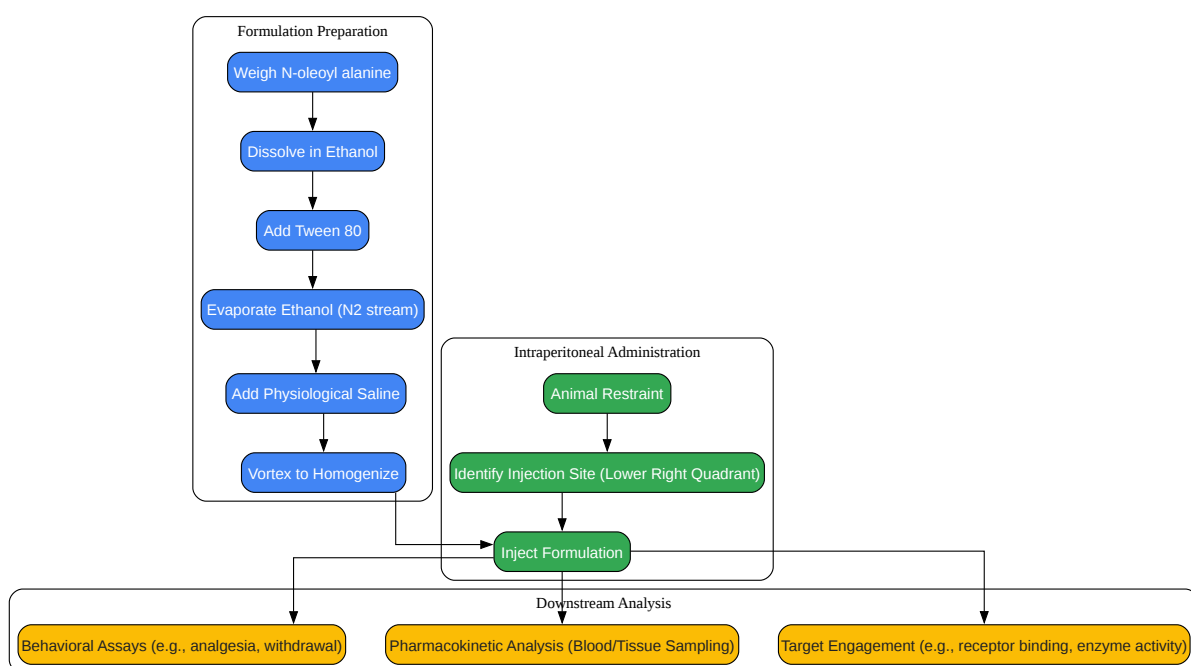 Formulation Preparation
Weigh N-oleoyl alanine
Dissolve in Ethanol
Add Tween 80
Evaporate Ethanol (N2 stream)
Add Physiological Saline
Vortex to Homogenize
Intraperitoneal Administration
Animal Restraint
Identify Injection Site (Lower Right Quadrant)
Inject Formulation
Downstream Analysis
Behavioral Assays (e.g., analgesia, withdrawal)
Pharmacokinetic Analysis (Blood/Tissue Sampling)
Target Engagement (e.g., receptor binding, enzyme activity)